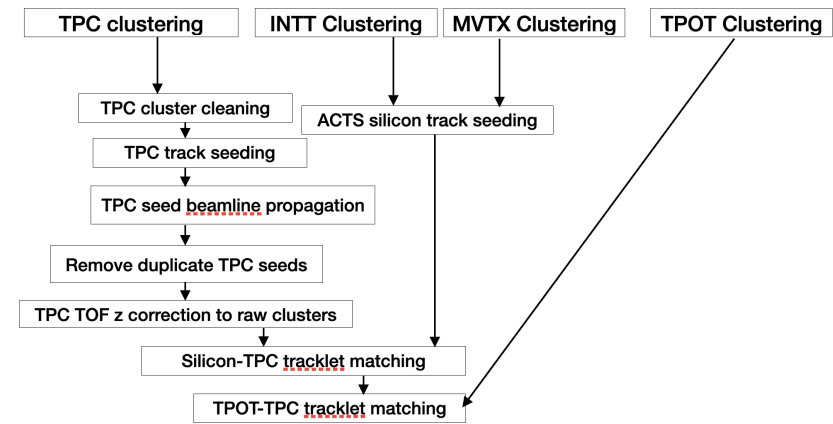 TPC clustering
INTT Clustering
MVTX Clustering
TPOT Clustering
TPC cluster cleaning
ACTS silicon track seeding
TPC track seeding
TPC seed beamline propagation
Remove duplicate TPC seeds
TPC TOF z correction to raw clusters
Silicon-TPC tracklet matching
TPOT-TPC tracklet matching